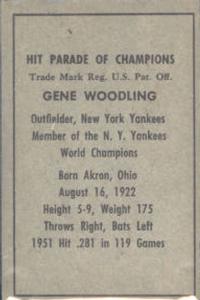 HIT PARADE OF CHAMPIONS
Trade Mark Reg. U.S. Pat. Off.
GENE WOODLING
Outfielder, New York Yankees
Member of the N. Y. Yankees
World Champions
Born Akron, Ohio
August 16, 1922
Height 5-9, Weight 175
Throws Right, Bats Left
1951 Hit .281 in 119 Games